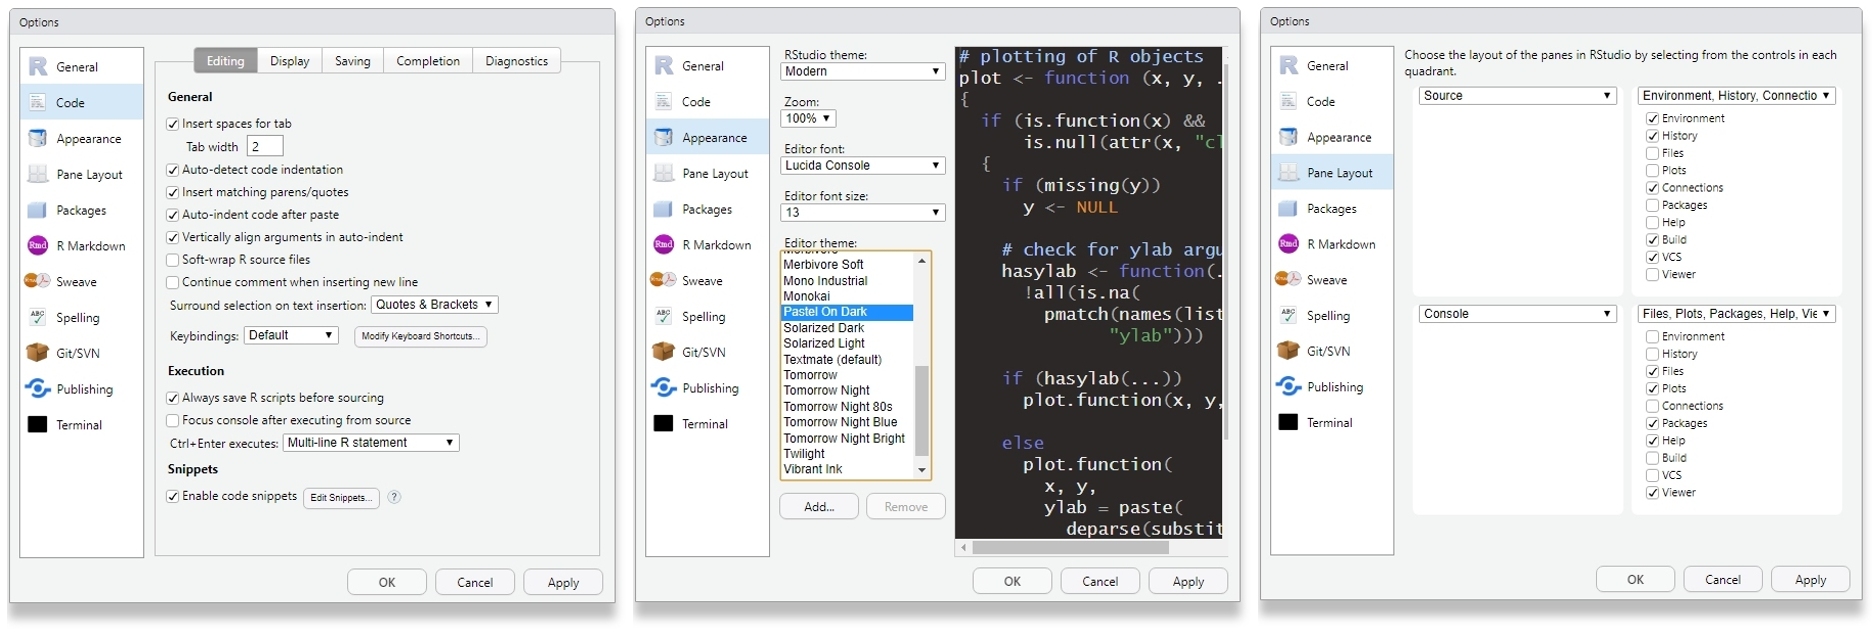 Options
General
Code
Appearance
Pane Layout
Packages
Rmd R Markdown
Sweave
ABC Spelling
Git/SVN
Publishing
Terminal
Editing Display Saving Completion Diagnostics
General
Insert spaces for tab
Tab width 2
Auto-detect code indentation
Insert matching parens/quotes
Auto-indent code after paste
Vertically align arguments in auto-indent
Soft-wrap R source files
Continue comment when inserting new line
Surround selection on text insertion: Quotes & Brackets
Keybindings: Default Modify Keyboard Shortcuts...
Execution
Always save R scripts before sourcing
Focus console after executing from source
Ctrl+Enter executes: Multi-line R statement
Snippets
Enable code snippets Edit Snippets... ?
OK Cancel Apply
Options
General
Code
Appearance
Pane Layout
Packages
Rmd R Markdown
Sweave
ABC Spelling
Git/SVN
Publishing
Terminal
RStudio theme:
Modern
Zoom:
100%
Editor font:
Lucida Console
Editor font size:
13
Editor theme:
Merbivore
Merbivore Soft
Mono Industrial
Monokai
Pastel On Dark
Solarized Dark
Solarized Light
Textmate (default)
Tomorrow
Tomorrow Night
Tomorrow Night 80s
Tomorrow Night Blue
Tomorrow Night Bright
Twilight
Vibrant Ink
Add... Remove
# plotting of R objects
plot <- function (x, y, .
{
if (is.function(x) &&
is.null(attr(x, "cl
{
if (missing(y))
y <- NULL
# check for ylab argu
hasylab <- function(.
!all(is.na(
pmatch(names(list
"ylab")))
if (hasylab(...))
plot.function(x, y,
else
plot.function(
x, y,
ylab = paste(
deparse(substit
OK Cancel Apply
Options
General
Code
Appearance
Pane Layout
Packages
Rmd R Markdown
Sweave
ABC Spelling
Git/SVN
Publishing
Terminal
Choose the layout of the panes in RStudio by selecting from the controls in each
quadrant.
Source
Environment, History, Connectio
Environment
History
Files
Plots
Connections
Packages
Help
Build
VCS
Viewer
Console
Files, Plots, Packages, Help, Vie
Environment
History
Files
Plots
Connections
Packages
Help
Build
VCS
Viewer
OK Cancel Apply